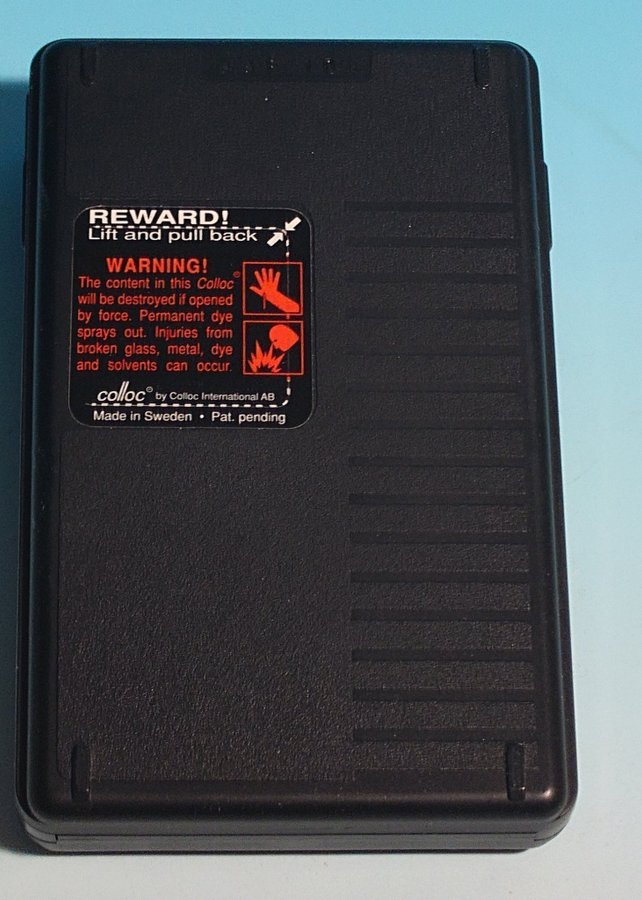 REWARD!
Lift and pull back
WARNING!
The content in this Colloc®
will be destroyed if opened
by force. Permanent dye
sprays out. Injuries from
broken glass, metal, dye
and solvents can occur.
colloc® by Colloc International AB
Made in Sweden • Pat. pending